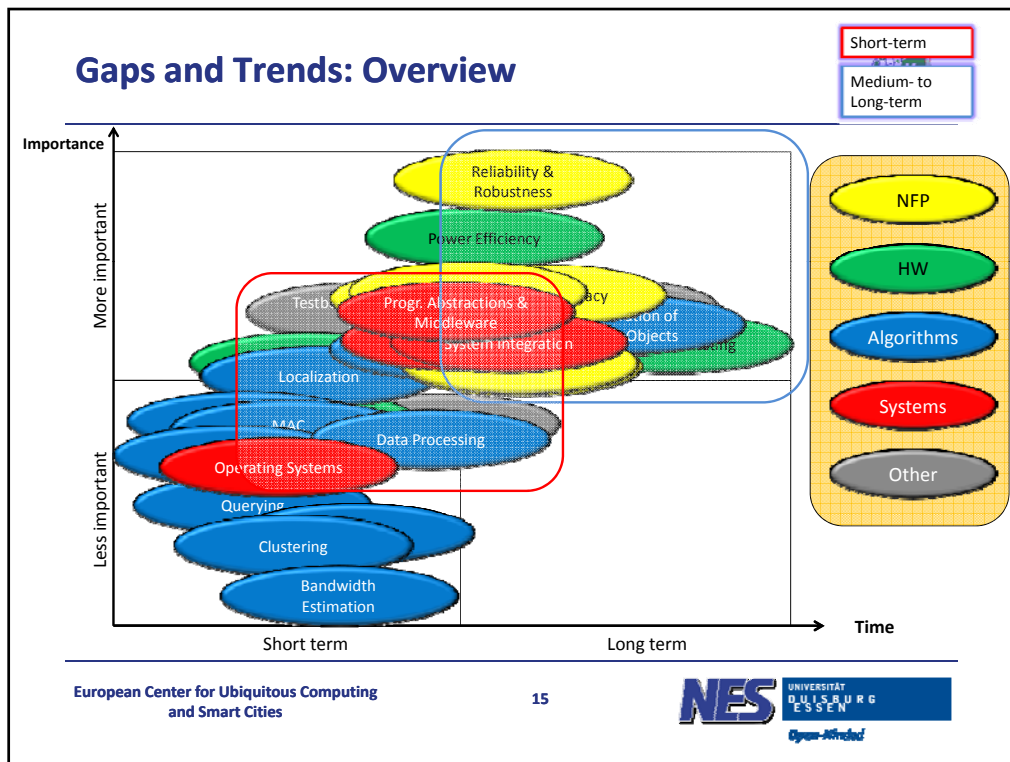 Gaps and Trends: Overview
Short-term
Medium- to
Long-term
Importance
More important
Less important
Reliability &
Robustness
Power Efficiency
Progr. Abstractions &
Middleware
System Integration
Localization
MAC
Data Processing
Operating Systems
Querying
Clustering
Bandwidth
Estimation
of
Objects
NFP
HW
Algorithms
Systems
Other
Short term
Long term
Time
European Center for Ubiquitous Computing
and Smart Cities
15
NES
UNIVERSITÄT
DUISBURG
ESSEN
Open-Minded